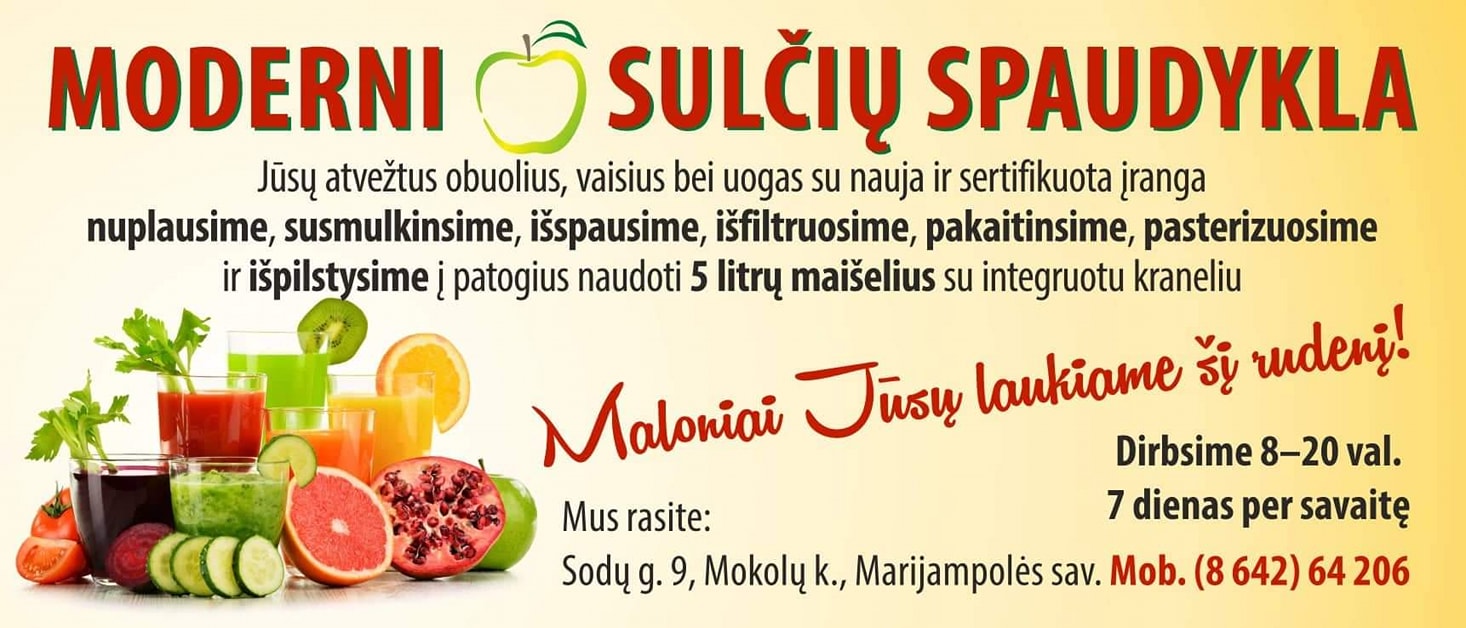 MODERNI SULČIŲ SPAUDYKLA
Jūsų atvežtus obuolius, vaisius bei uogas su nauja ir sertifikuota įranga
nuplausime, susmulkinsime, išspausime, išfiltruosime, pakaitinsime, pasterizuosime
ir išpilstysime į patogius naudoti 5 litrų maišelius su integruotu kraneliu
Maloniai Jūsų laukiame šį rudenį!
Dirbsime 8–20 val.
7 dienas per savaitę
Mus rasite:
Sodų g. 9, Mokolų k., Marijampolės sav. Mob. (8 642) 64 206